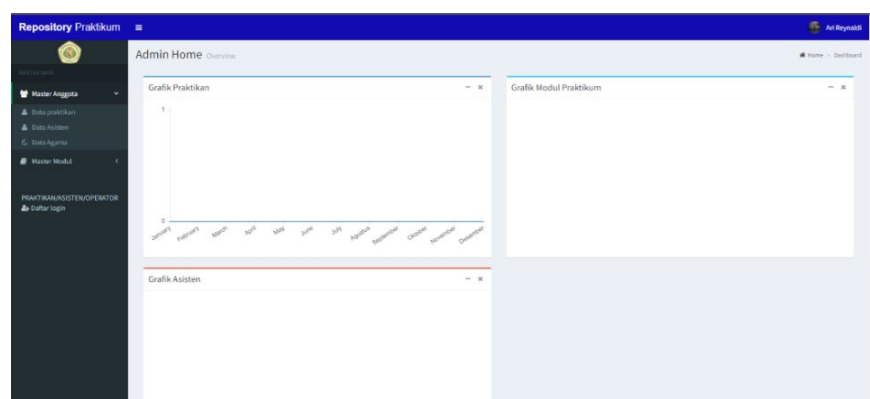 Repository Praktikum
Ari Reynaldi
Admin Home Overview
Home > Dashboard
Master Anggota
Data praktikan
Data Asisten
Data Agama
Master Modul
PRAKTIKAN/ASISTEN/OPERATOR
Daftar login
Grafik Praktikan
1
0
January February March April May June July Agustus September Oktober November Desember
Grafik Modul Praktikum
Grafik Asisten